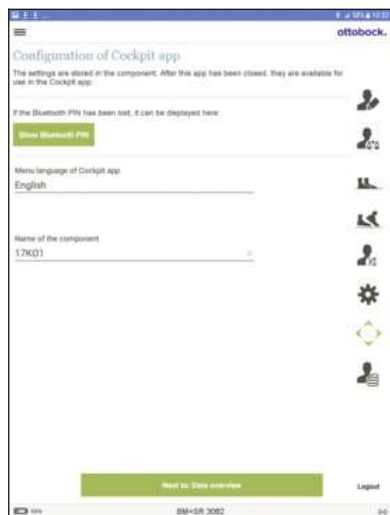 ottobock.
Configuration of Cockpit app
The settings are stored in the component. After this app has been closed, they are available for
use in the Cockpit app.
If the Bluetooth PIN has been lost, it can be displayed here:
Show Bluetooth PIN
Menu language of Cockpit app
English
Name of the component
17KO1
Next to: Data overview
Logout
BM+SR 3082